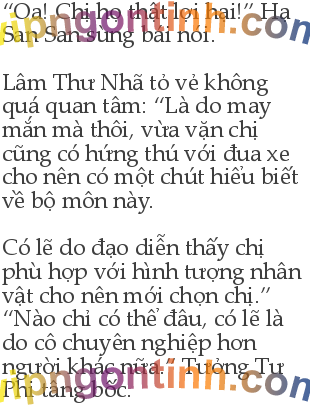 “Oa! Chị họ thật lợi hại!” Hạ
San San sùng bái nói.
Lâm Thư Nhã tỏ vẻ không
quá quan tâm: “Là do may
mắn mà thôi, vừa vặn chị
cũng có hứng thú với đua xe
cho nên có một chút hiểu biết
về bộ môn này.
Có lẽ do đạo diễn thấy chị
phù hợp với hình tượng nhân
vật cho nên mới chọn chị.”
“Nào chỉ có thể đâu, có lẽ là
do cô chuyên nghiệp hơn
người khác nữa.” Tưởng Tư
Phi tâng bốc.